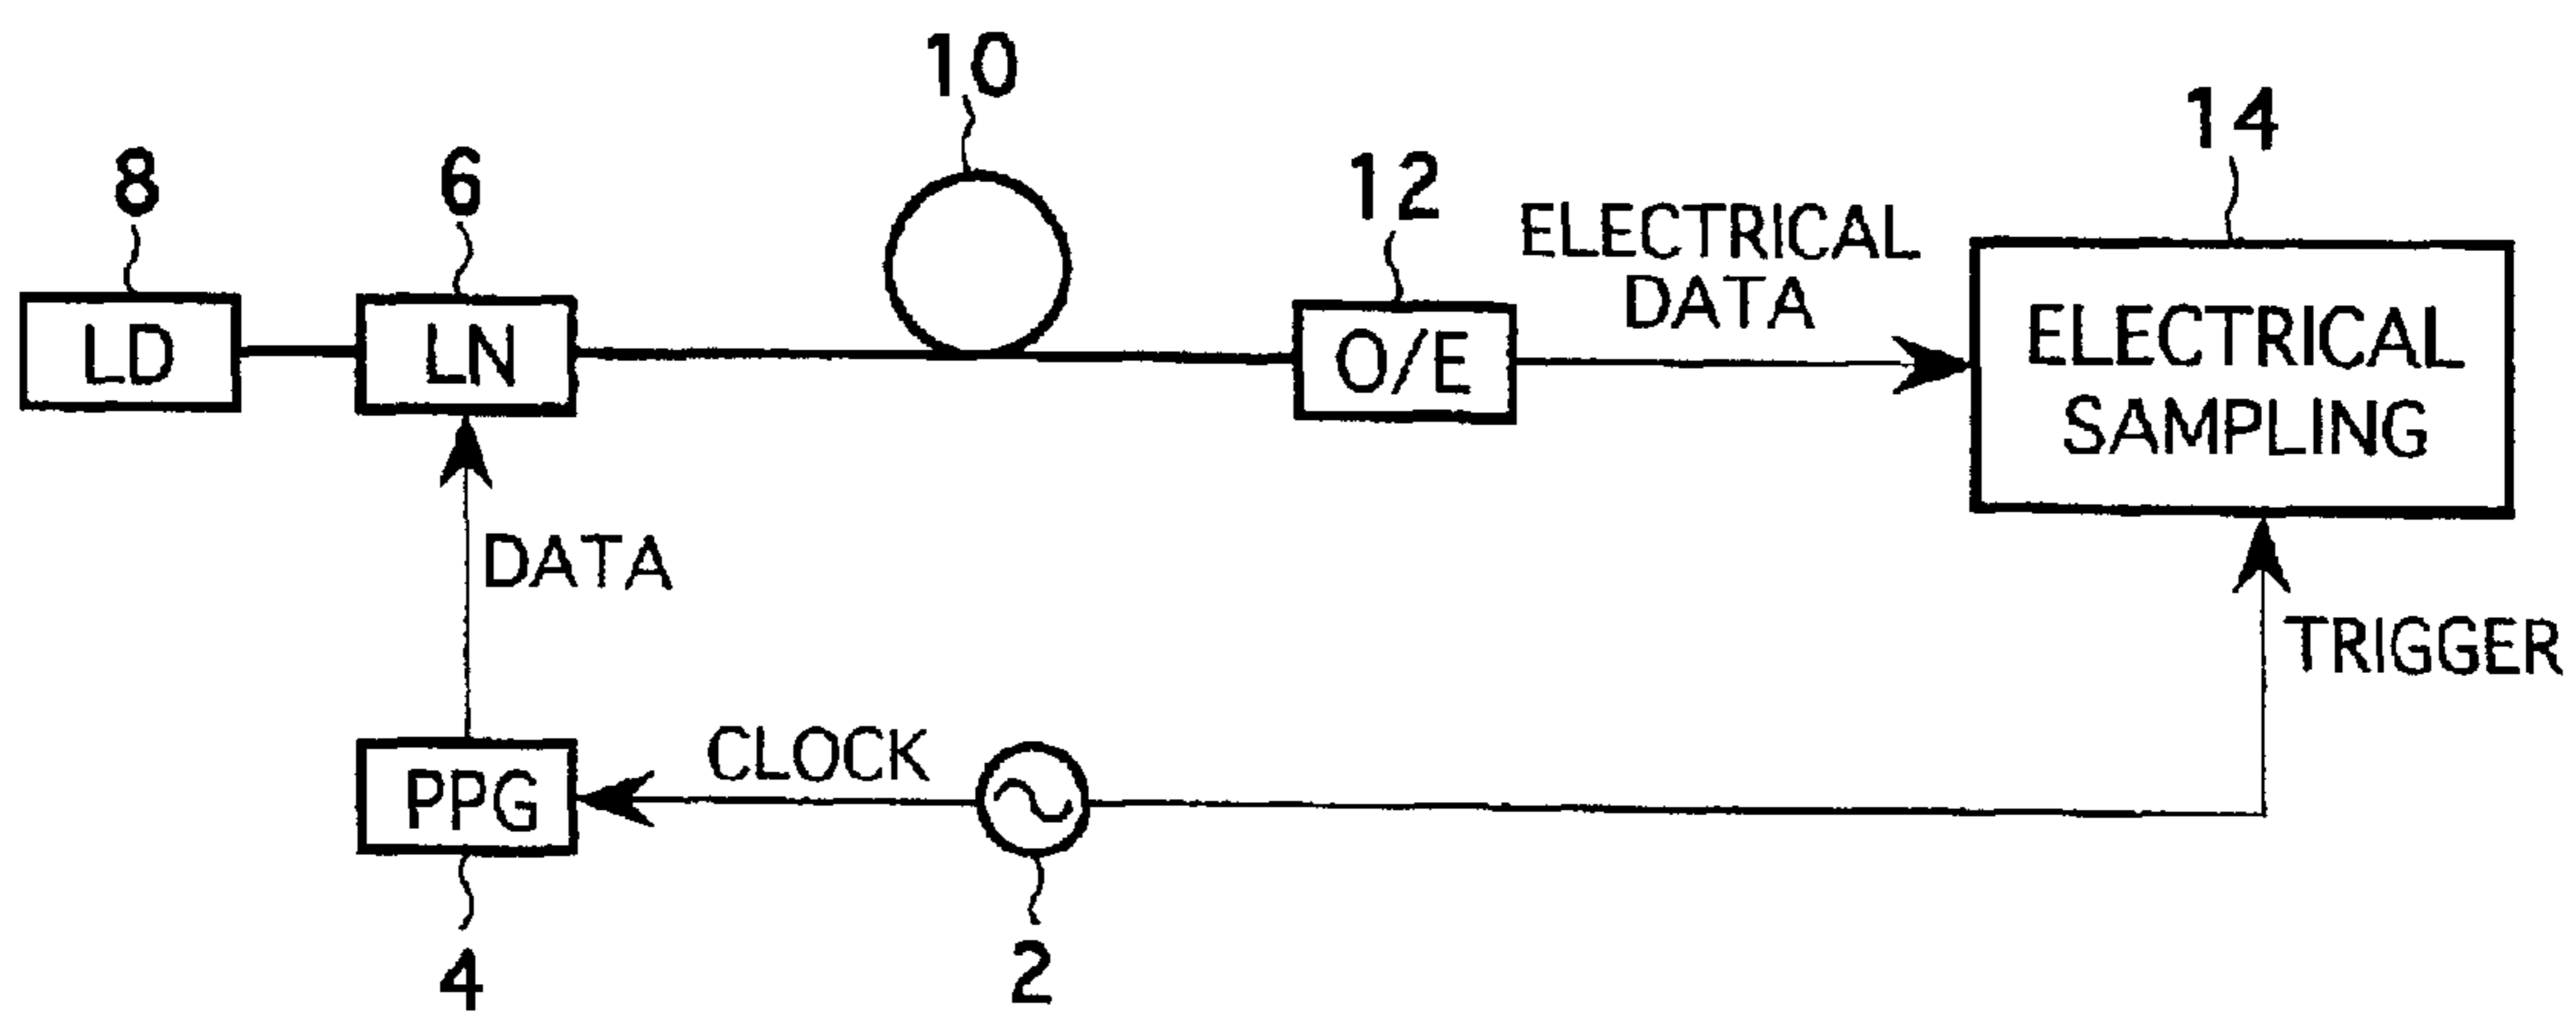 10
14
8
6
12
ELECTRICAL
DATA
LD
LN
O/E
ELECTRICAL
SAMPLING
DATA
TRIGGER
CLOCK
PPG
4
2